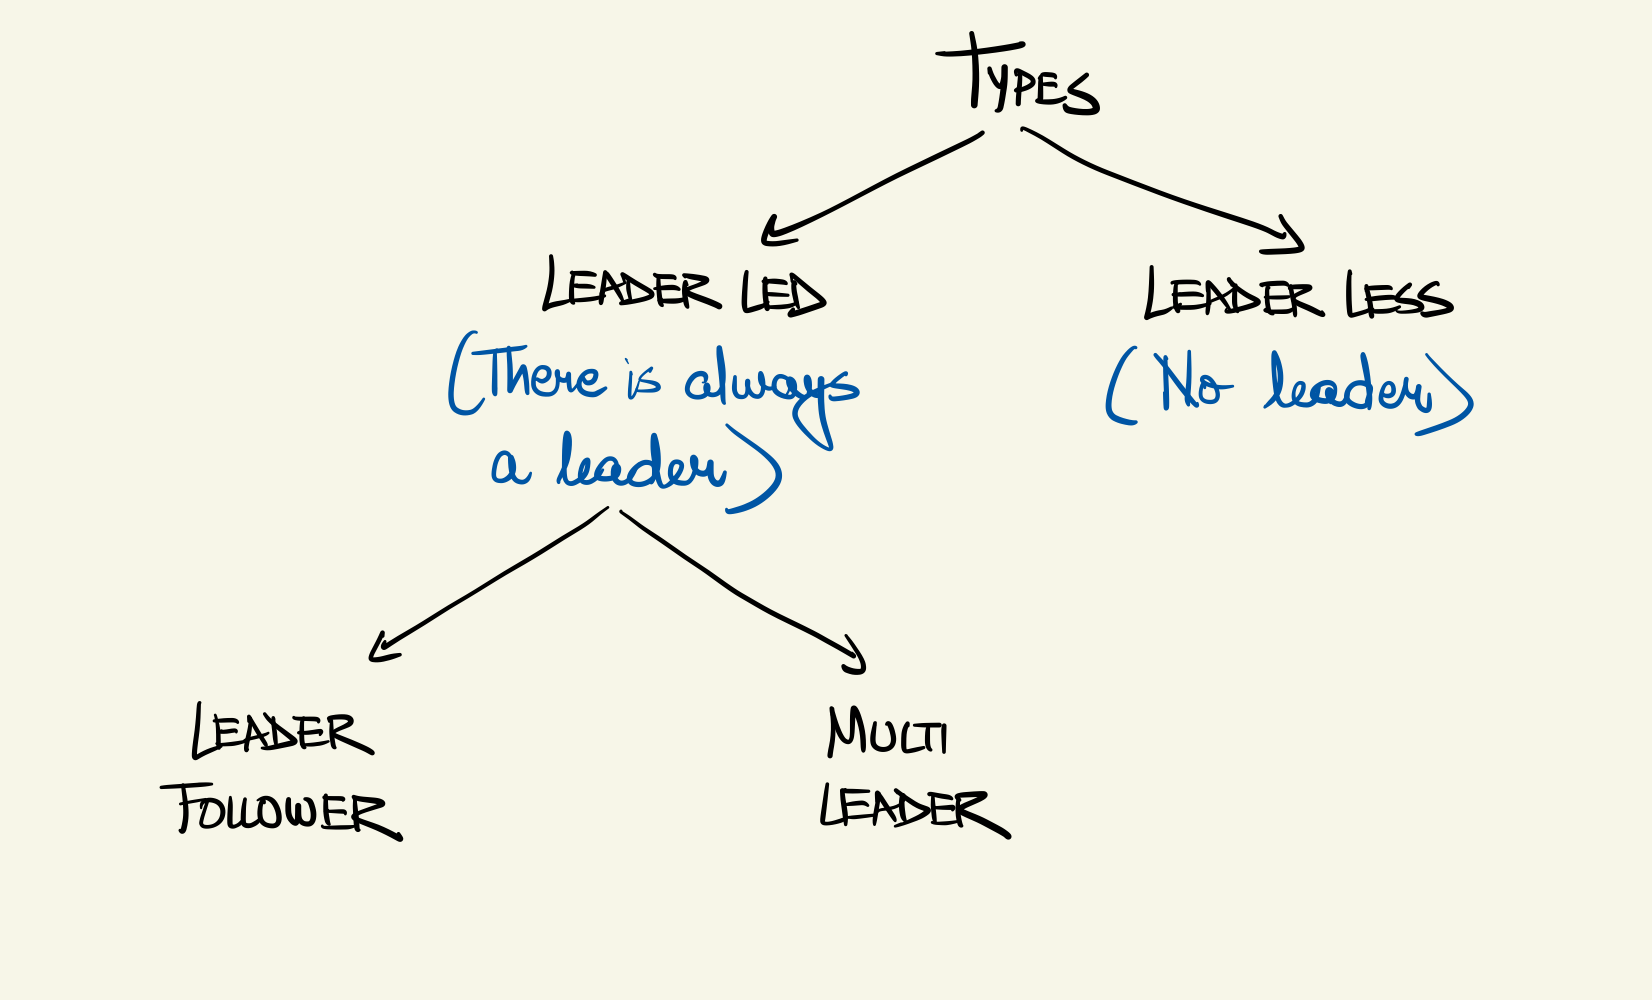 TYPES
LEADER LED
LEADER LESS
(There is always
a leader)
(No leader)
LEADER
FOLLOWER
MULTI
LEADER